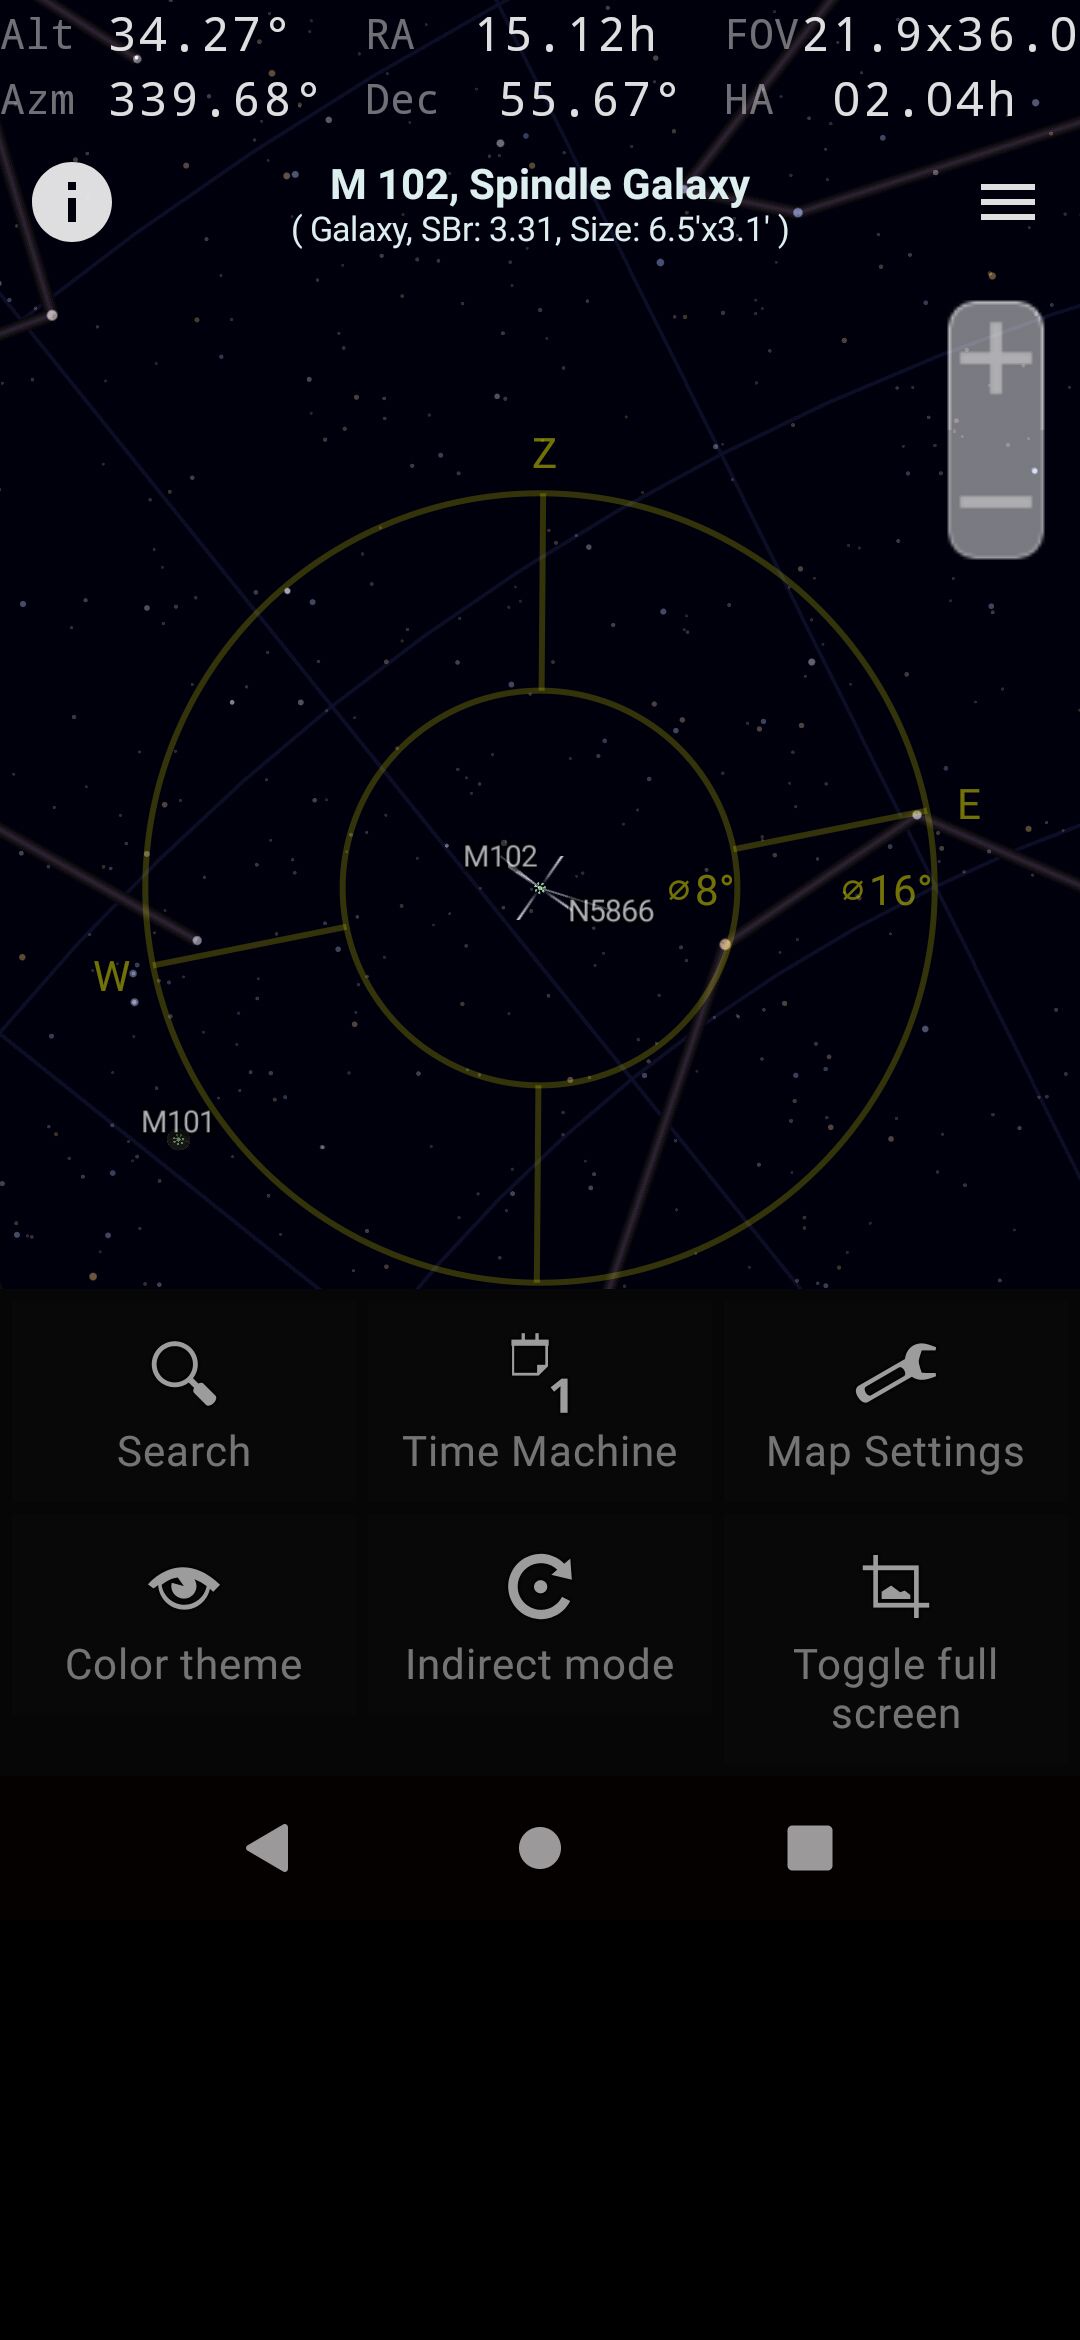 Alt 34.27° RA 15.12h FOV 21.9x36.0
Azm 339.68° Dec 55.67° HA 02.04h
M 102, Spindle Galaxy
( Galaxy, SBr: 3.31, Size: 6.5'x3.1' )
Z
E
M102
⌀8° ⌀16°
N5866
W
M101
Search
Time Machine
1
Map Settings
Color theme
Indirect mode
Toggle full
screen